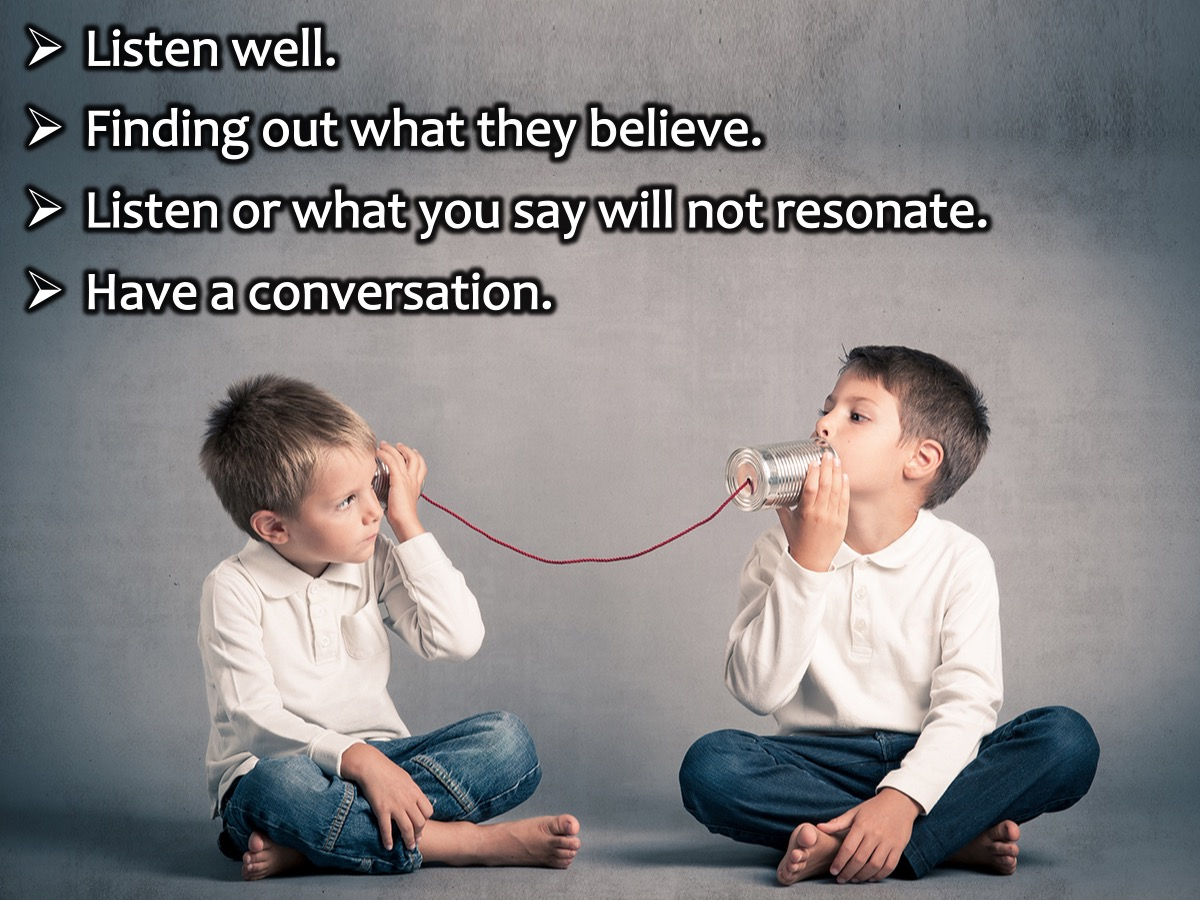 ➢ Listen well.
➢ Finding out what they believe.
➢ Listen or what you say will not resonate.
➢ Have a conversation.